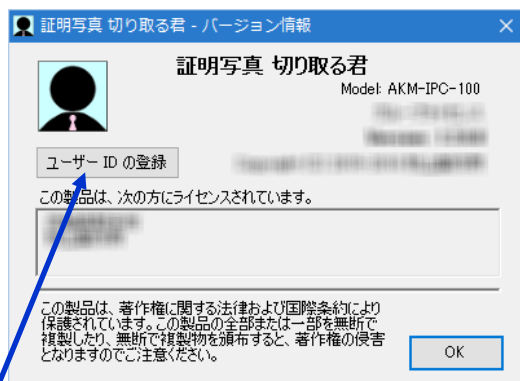 証明写真 切り取る君 - バージョン情報
証明写真 切り取る君
Model: AKM-IPC-100
ユーザー ID の登録
この製品は、次の方にライセンスされています。
この製品は、著作権に関する法律および国際条約により
保護されています。この製品の全部または一部を無断で
複製したり、無断で複製物を頒布すると、著作権の侵害
となりますのでご注意ください。
OK